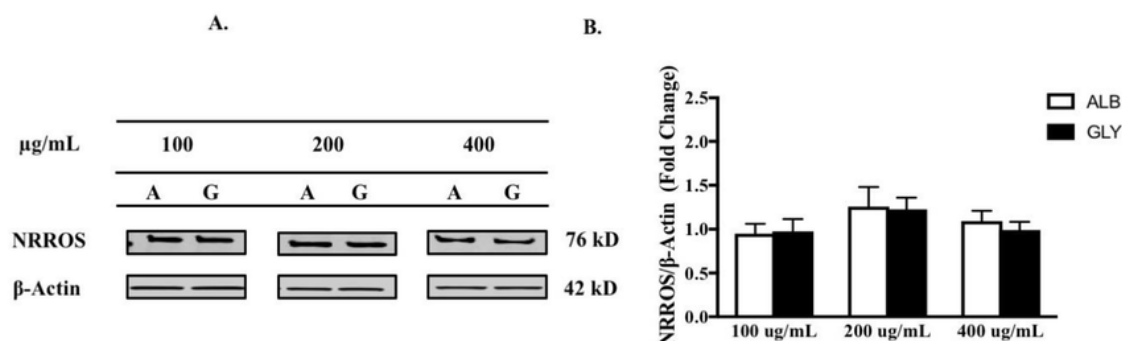 A.
µg/mL 100 200 400
A G A G A G
NRROS 76 kD
β-Actin 42 kD
B.
NRROS/β-Actin (Fold Change)
2.5
2.0
1.5
1.0
0.5
0.0
100 ug/mL 200 ug/mL 400 ug/mL
ALB
GLY